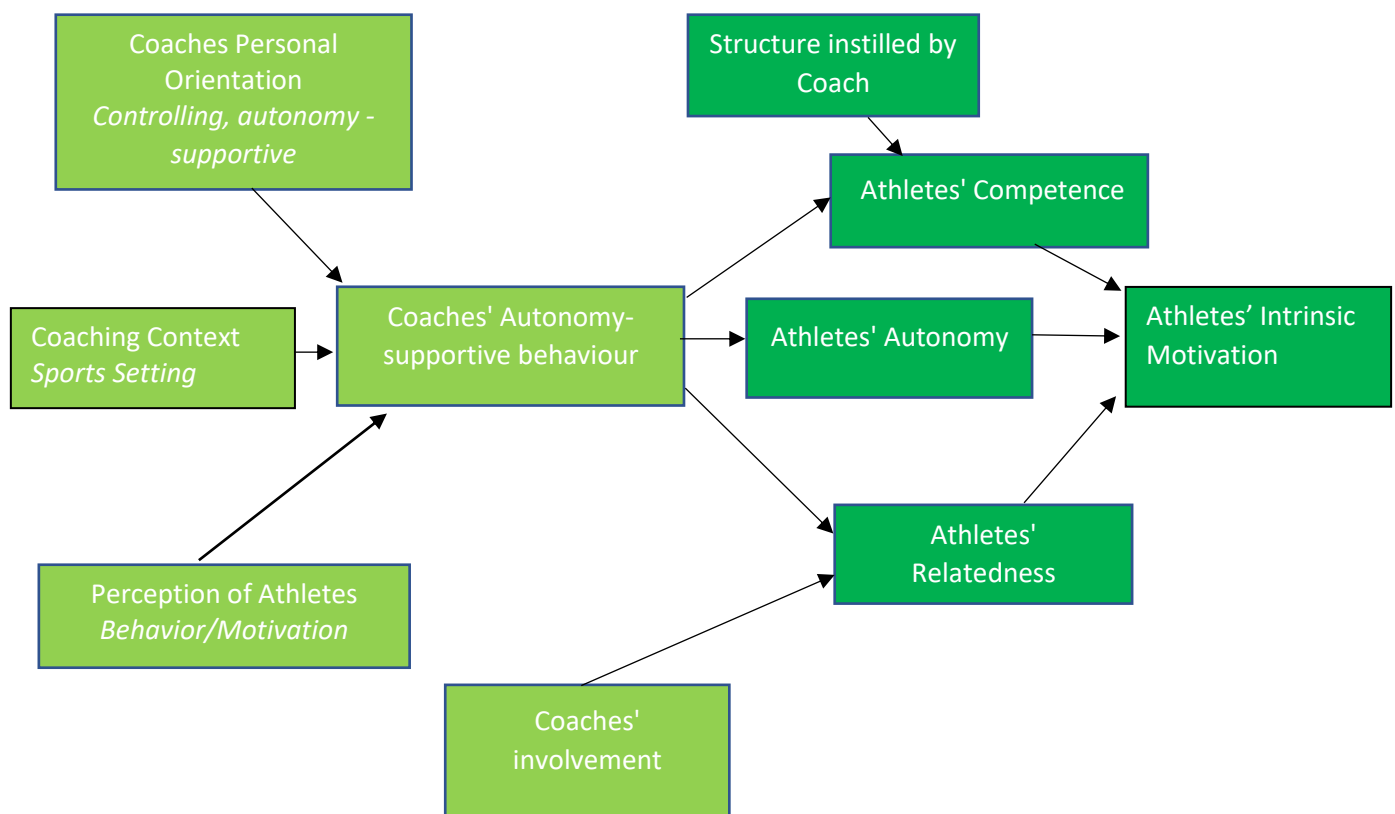 Coaches Personal
Orientation
Controlling, autonomy -
supportive
Structure instilled by
Coach
Athletes' Competence
Coaching Context
Sports Setting
Coaches' Autonomy-
supportive behaviour
Athletes' Autonomy
Athletes’ Intrinsic
Motivation
Perception of Athletes
Behavior/Motivation
Athletes'
Relatedness
Coaches'
involvement